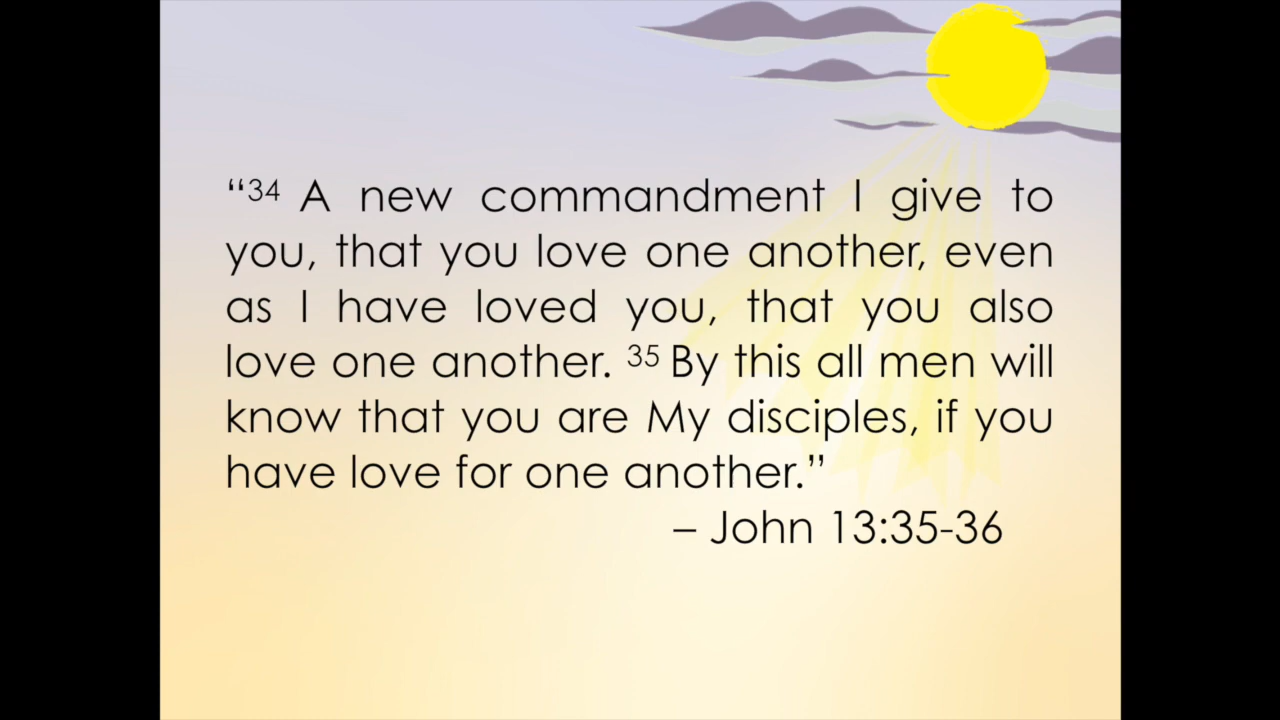 “34 A new commandment I give to
you, that you love one another, even
as I have loved you, that you also
love one another. 35 By this all men will
know that you are My disciples, if you
have love for one another.”
– John 13:35-36